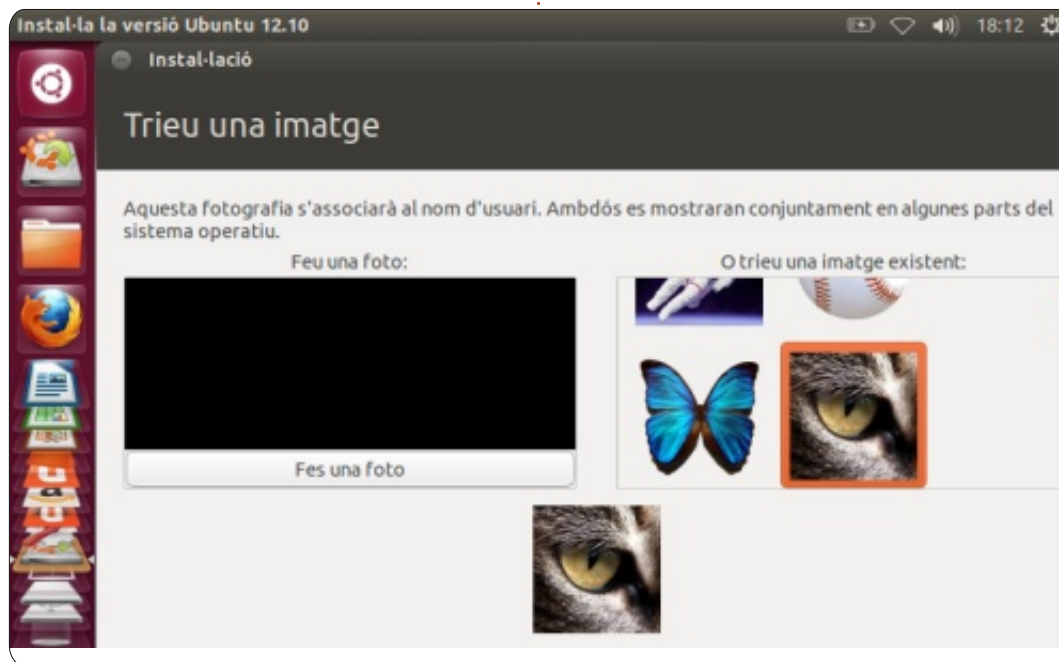 Instal·la la versió Ubuntu 12.10
18:12
Instal·lació
Trieu una imatge
Aquesta fotografia s'associarà al nom d'usuari. Ambdós es mostraran conjuntament en algunes parts del
sistema operatiu.
Feu una foto:
O trieu una imatge existent:
Fes una foto